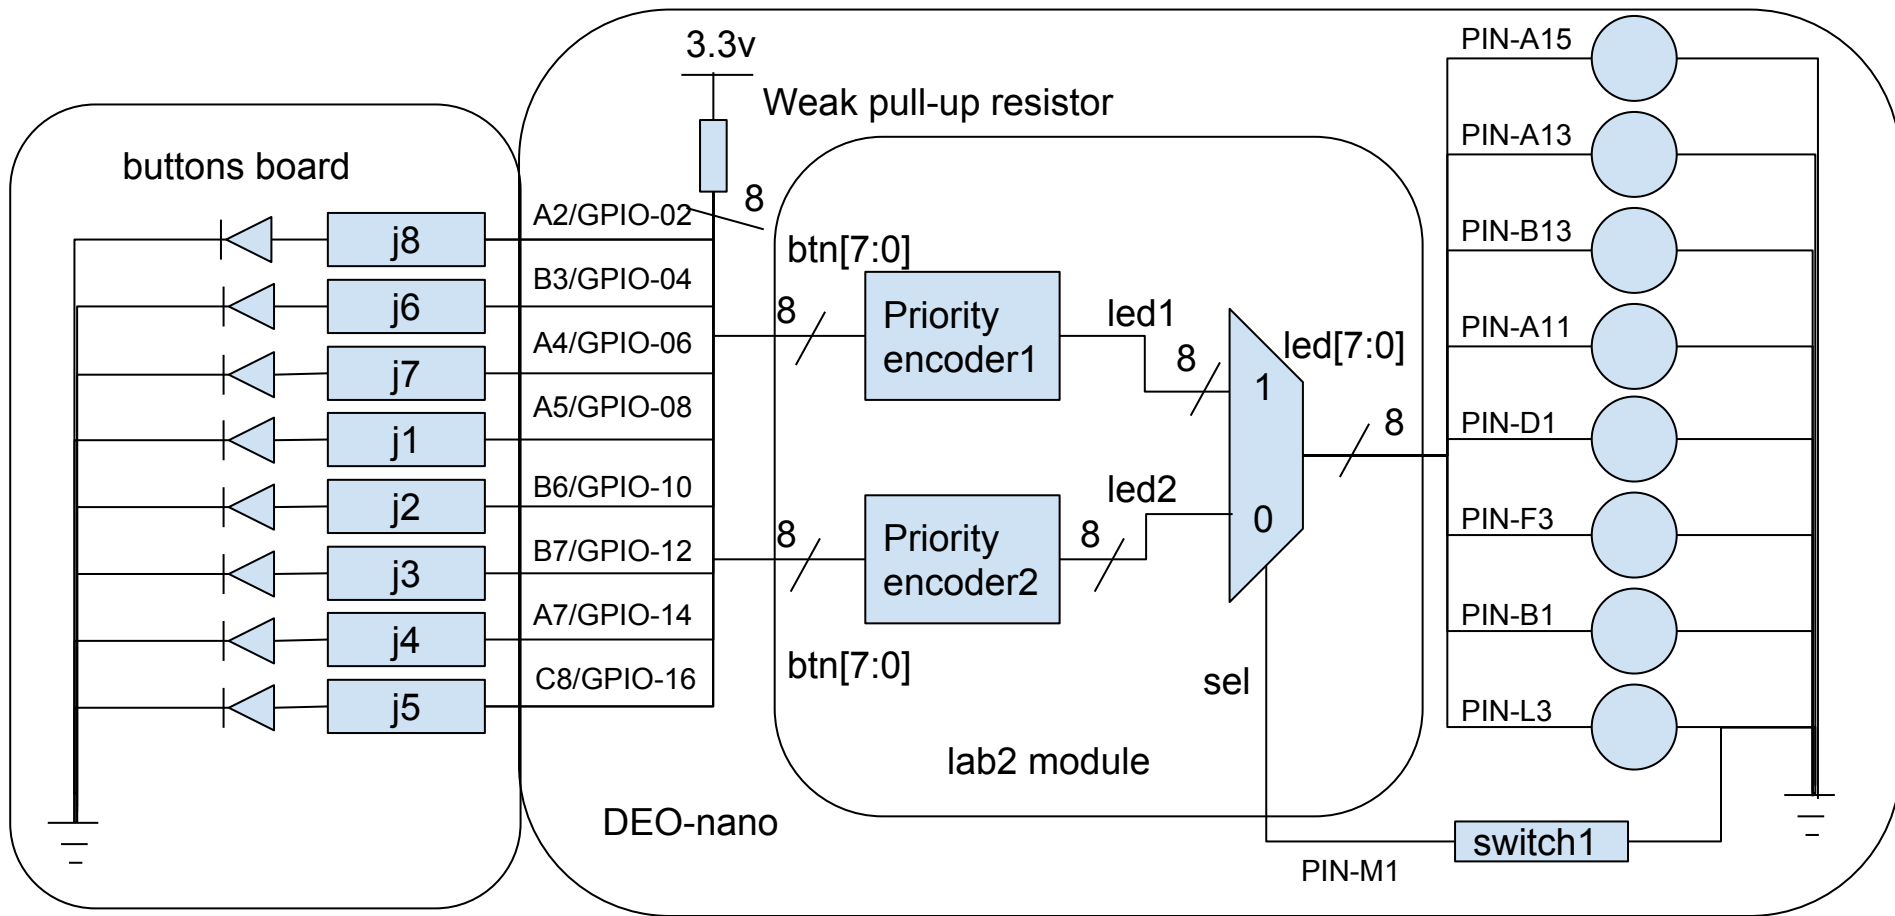 3.3v
Weak pull-up resistor
buttons board
8
A2/GPIO-02
j8
btn[7:0]
B3/GPIO-04
j6
8
Priority
encoder1
led1
8
1
led[7:0]
A4/GPIO-06
j7
A5/GPIO-08
j1
8
B6/GPIO-10
j2
led2
0
8
Priority
encoder2
8
B7/GPIO-12
j3
A7/GPIO-14
j4
btn[7:0]
C8/GPIO-16
j5
sel
lab2 module
DEO-nano
PIN-A15
PIN-A13
PIN-B13
PIN-A11
PIN-D1
PIN-F3
PIN-B1
PIN-L3
switch1
PIN-M1